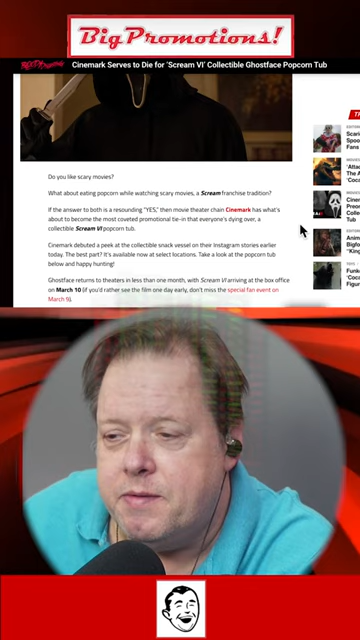 BigPromotions!
Cinemark Serves to Die for 'Scream VI' Collectible Ghostface Popcorn Tub
Do you like scary movies?
What about eating popcorn while watching scary movies, a Scream franchise tradition?
If the answer to both is a resounding "YES," then movie theater chain Cinemark has what's
about to become the most coveted promotional tie-in that everyone's dying over, a
collectible Scream VI popcorn tub.
Cinemark debuted a peek at the collectible snack vessel on their Instagram stories earlier
today. The best part? It's available now at select locations. Take a look at the popcorn tub
below and happy hunting!
Ghostface returns to theaters in less than one month, with Scream VI arriving at the box office
on March 10 (if you'd rather see the film one day early, don't miss the special fan event on
March 9).